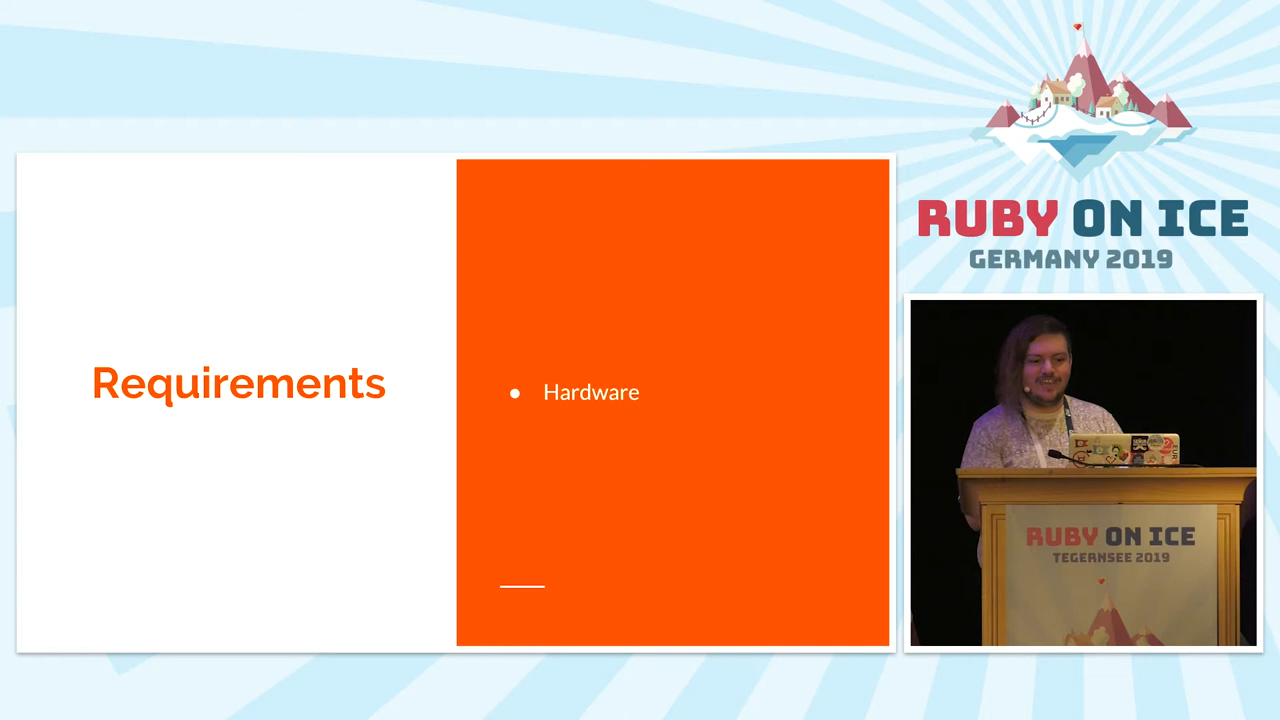 Requirements
● Hardware
RUBY ON ICE
GERMANY 2019
RUBY ON ICE
TEGERNSEE 2019